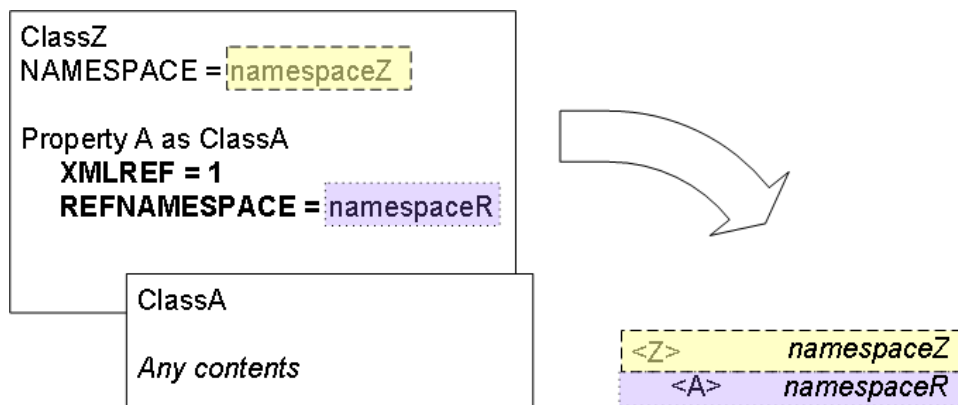 ClassZ
NAMESPACE = namespaceZ
Property A as ClassA
XMLREF = 1
REFNAMESPACE = namespaceR
ClassA
Any contents
<Z> namespaceZ
<A> namespaceR